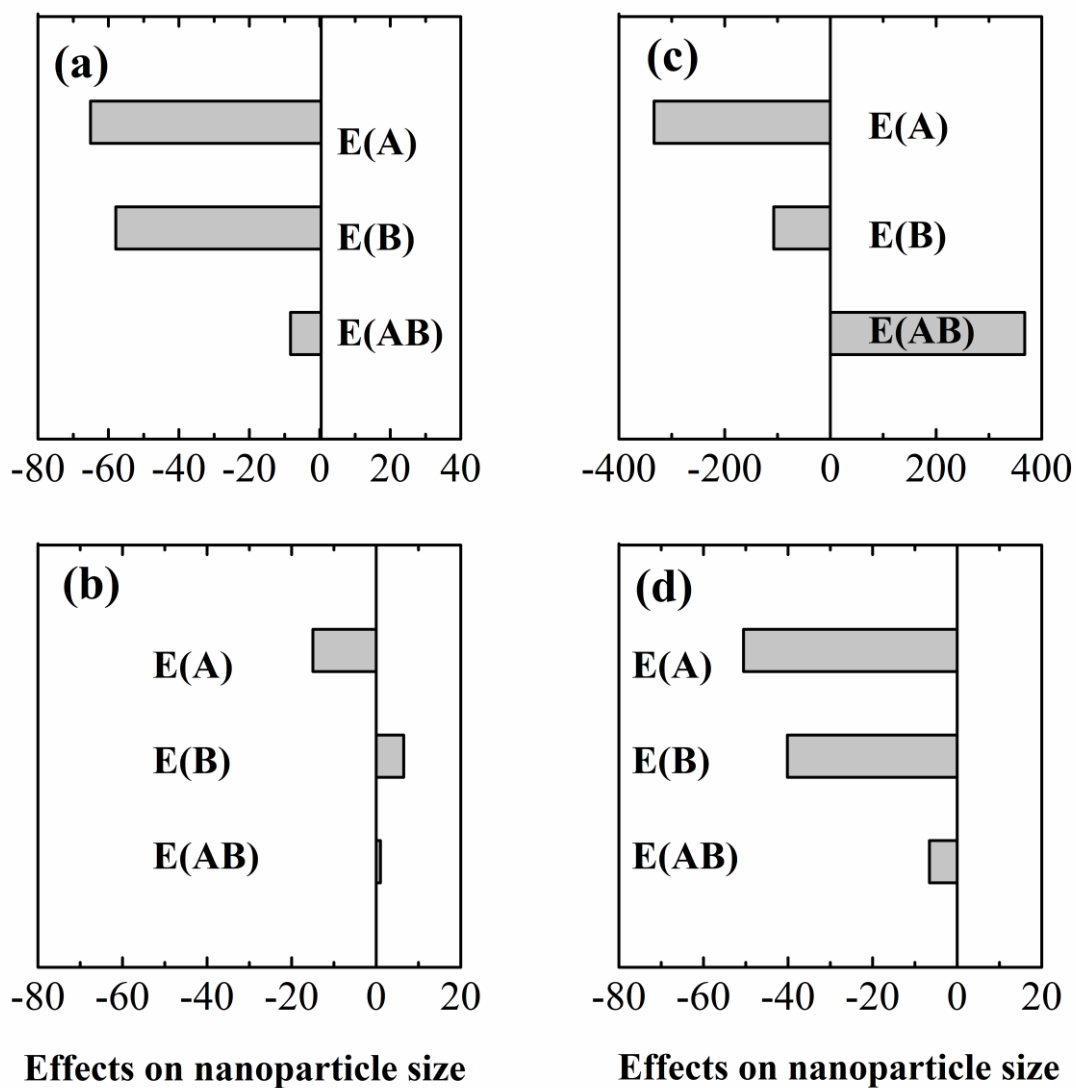 (a)
E(A)
E(B)
E(AB)
-80 -60 -40 -20 0 20 40
(c)
E(A)
E(B)
E(AB)
-400 -200 0 200 400
(b)
E(A)
E(B)
E(AB)
-80 -60 -40 -20 0 20
Effects on nanoparticle size
(d)
E(A)
E(B)
E(AB)
-80 -60 -40 -20 0 20
Effects on nanoparticle size